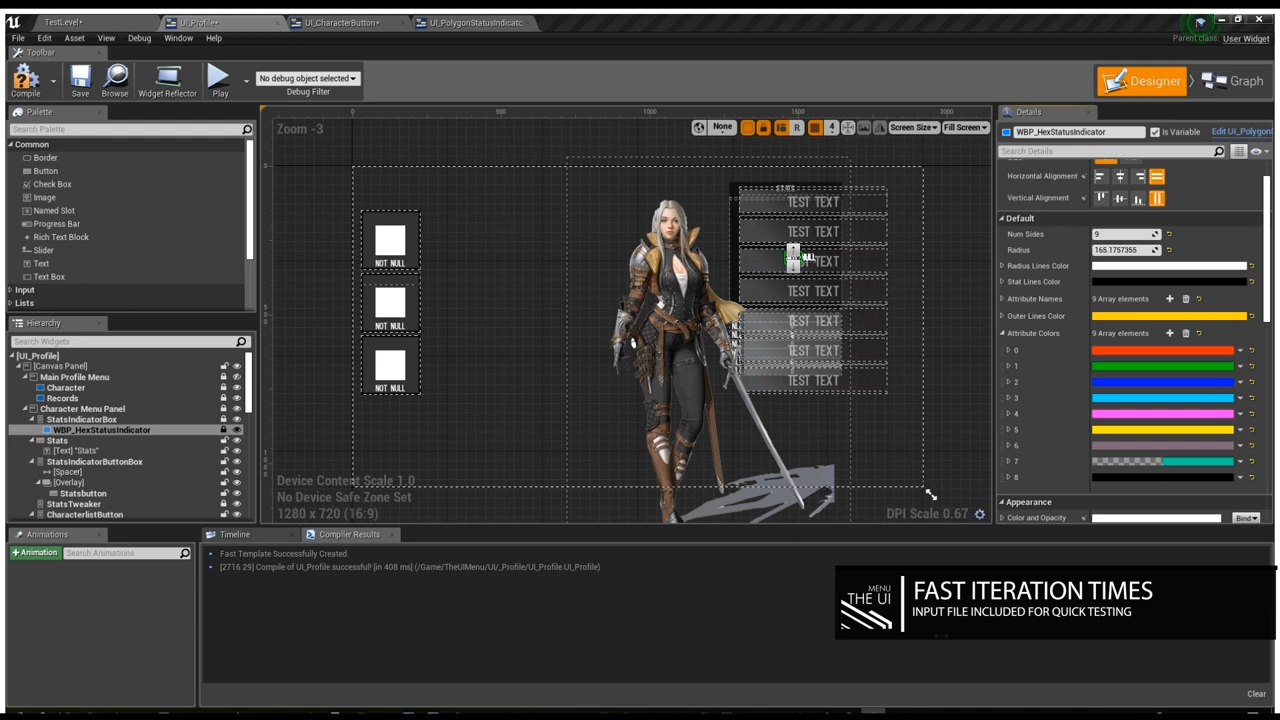 TestLevel*
UI_Profile*
UI_CharacterButton*
UI_PolygonStatusIndicatc
File Edit Asset View Debug Window Help
Parent class: User Widget
Toolbar
Compile
Save
Browse
Widget Reflector
Play
No debug object selected
Debug Filter
Designer
Graph
Palette
Search Palette
Common
Border
Button
Check Box
Image
Named Slot
Progress Bar
Rich Text Block
Slider
Text
Text Box
Input
Lists
Hierarchy
Search Widgets
[UI_Profile]
[Canvas Panel]
Main Profile Menu
Character
Records
Character Menu Panel
StatsIndicatorBox
WBP_HexStatusIndicator
Stats
[Text] "Stats"
StatsIndicatorButtonBox
[Spacer]
[Overlay]
Statsbutton
StatsTweaker
CharacterlistButton
0 500 1000 1500 2000
Zoom -3
None
R
4
Screen Size
Fill Screen
STATS
TEST TEXT
TEST TEXT
TEST TEXT
TEST TEXT
TEST TEXT
TEST TEXT
TEST TEXT
NOT NULL
NOT NULL
NOT NULL
Device Content Scale 1.0
No Device Safe Zone Set
1280 x 720 (16:9)
DPI Scale 0.67
Details
WBP_HexStatusIndicator
Is Variable
Edit UI_Polygon
Search Details
Horizontal Alignment
Vertical Alignment
Default
Num Sides 9
Radius 165.1757355
Radius Lines Color
Stat Lines Color
Attribute Names 9 Array elements
Outer Lines Color
Attribute Colors 9 Array elements
0
1
2
3
4
5
6
7
8
Appearance
Color and Opacity
Bind
Animations
+Animation
Search Animations
Timeline
Compiler Results
Fast Template Successfully Created.
[2716.29] Compile of UI_Profile successful! [in 408 ms] (/Game/TheUIMenu/UI/_Profile/UI_Profile.UI_Profile)
MENU
THE UI
FAST ITERATION TIMES
INPUT FILE INCLUDED FOR QUICK TESTING
Clear